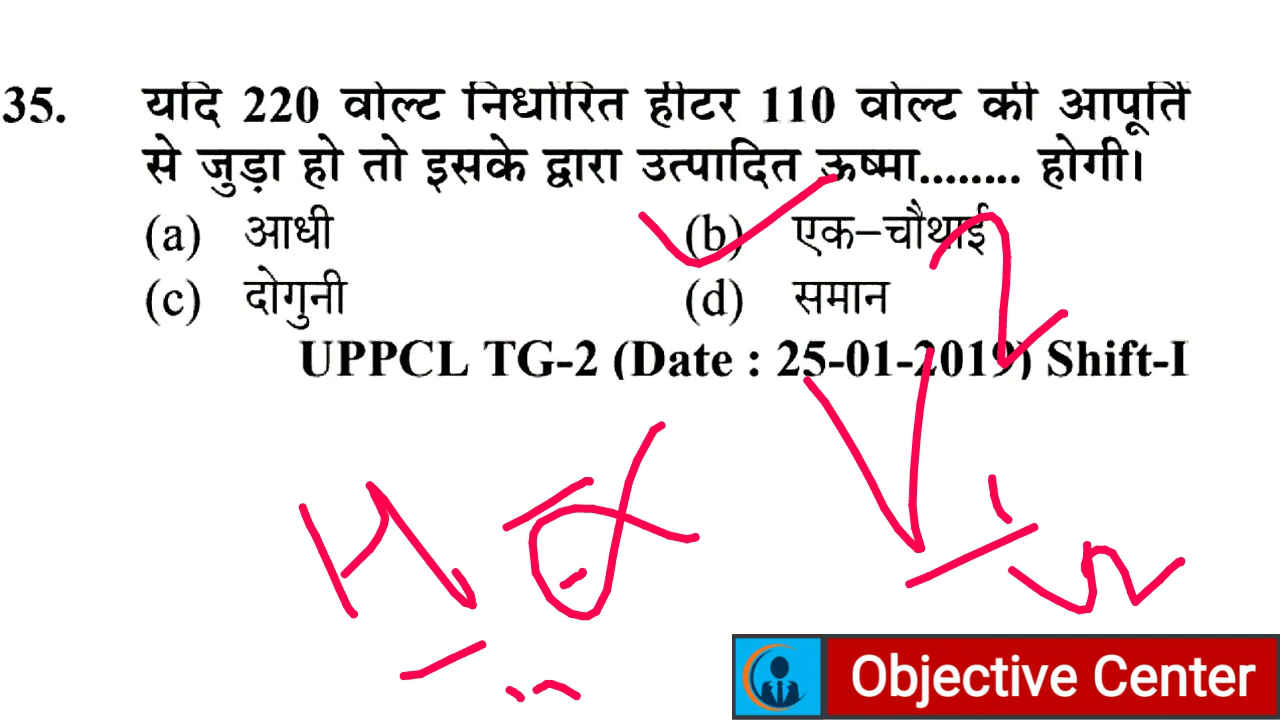 35. यदि 220 वोल्ट निर्धारित हीटर 110 वोल्ट की आपूर्ति
से जुड़ा हो तो इसके द्वारा उत्पादित ऊष्मा........ होगी।
(a) आधी (b) एक–चौथाई
(c) दोगुनी (d) समान
UPPCL TG-2 (Date : 25-01-2019) Shift-I
Objective Center